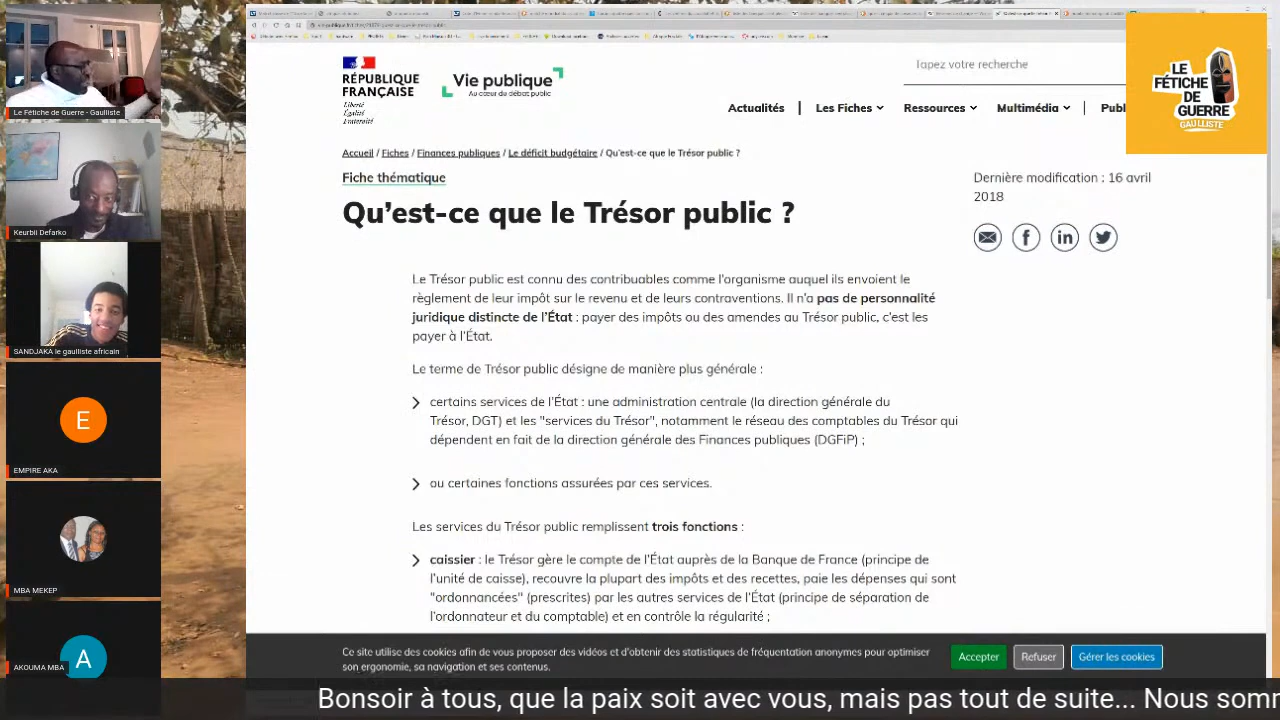 Le Fétiche de Guerre - Gaulliste
Keurbii Defarko
SANDJAKA le gaulliste africain
E
EMPIRE AKA
MBA MEKEP
A
AKOUMA MBA
RÉPUBLIQUE
FRANÇAISE
Liberté
Égalité
Fraternité
Vie publique
Au cœur du débat public
Tapez votre recherche
Actualités
Les Fiches
Ressources
Multimédia
Publ
LE
FÉTICHE
DE
GUERRE
GAULLISTE
Accueil / Fiches / Finances publiques / Le déficit budgétaire / Qu'est-ce que le Trésor public ?
Fiche thématique
Qu'est-ce que le Trésor public ?
Dernière modification : 16 avril
2018
Le Trésor public est connu des contribuables comme l'organisme auquel ils envoient le
règlement de leur impôt sur le revenu et de leurs contraventions. Il n'a pas de personnalité
juridique distincte de l'État : payer des impôts ou des amendes au Trésor public, c'est les
payer à l'État.
Le terme de Trésor public désigne de manière plus générale :
certains services de l'État : une administration centrale (la direction générale du
Trésor, DGT) et les "services du Trésor", notamment le réseau des comptables du Trésor qui
dépendent en fait de la direction générale des Finances publiques (DGFiP) ;
ou certaines fonctions assurées par ces services.
Les services du Trésor public remplissent trois fonctions :
caissier : le Trésor gère le compte de l'État auprès de la Banque de France (principe de
l'unité de caisse), recouvre la plupart des impôts et des recettes, paie les dépenses qui sont
"ordonnancées" (prescrites) par les autres services de l'État (principe de séparation de
l'ordonnateur et du comptable) et en contrôle la régularité ;
Ce site utilise des cookies afin de vous proposer des vidéos et d'obtenir des statistiques de fréquentation anonymes pour optimiser
son ergonomie, sa navigation et ses contenus.
Accepter
Refuser
Gérer les cookies
Bonsoir à tous, que la paix soit avec vous, mais pas tout de suite... Nous somm